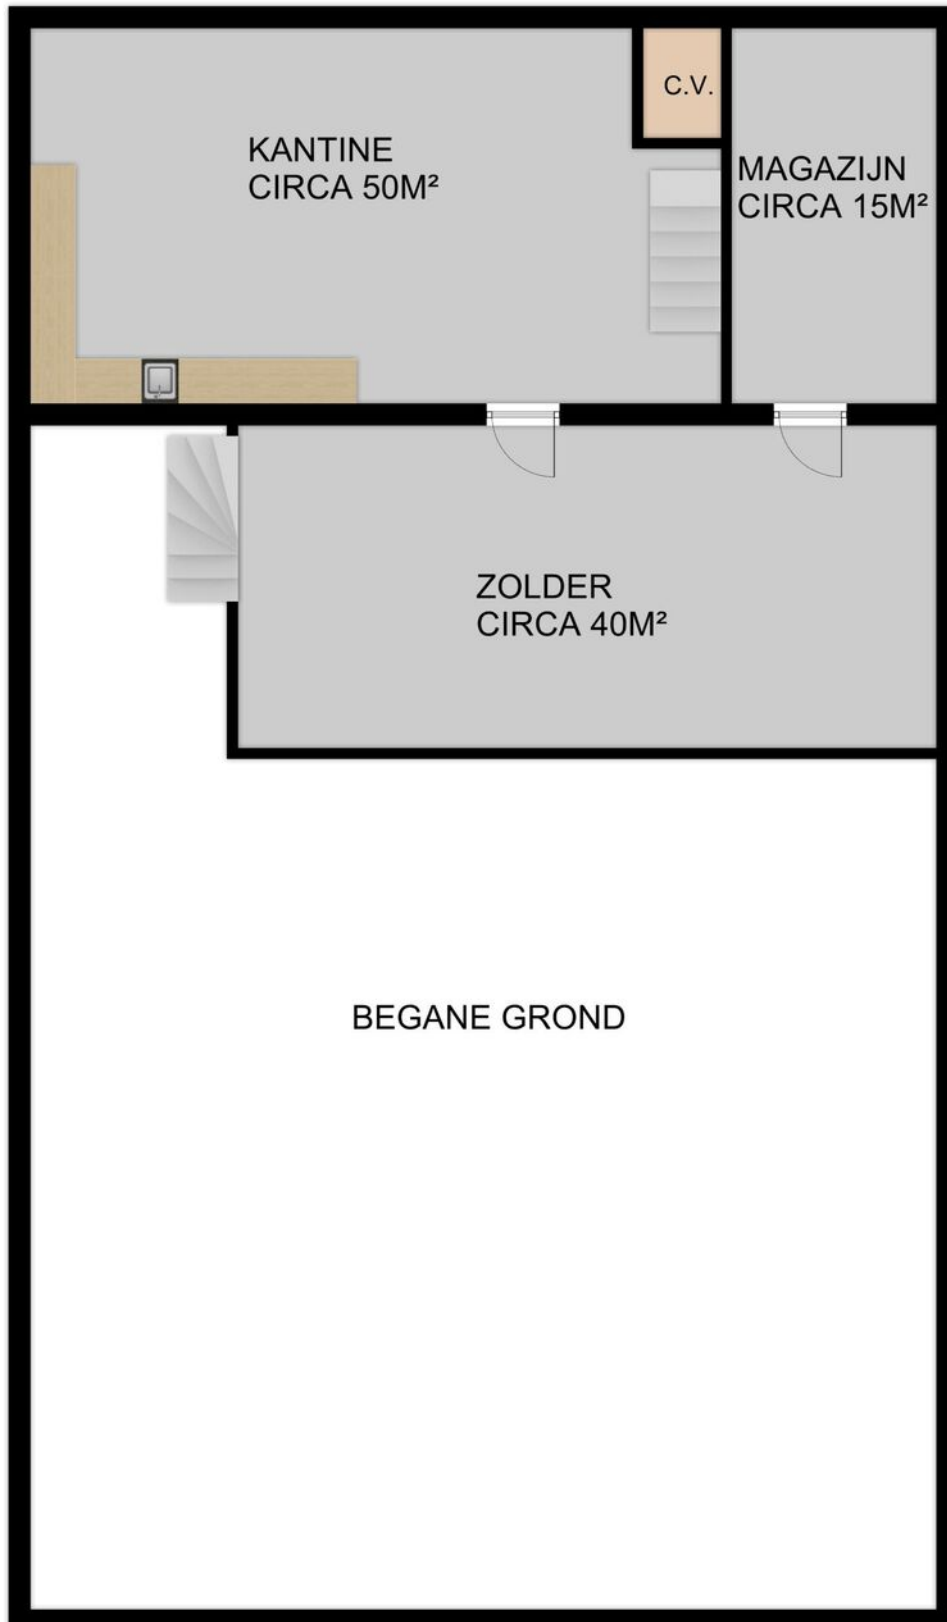 KANTINE
CIRCA 50M²
C.V.
MAGAZIJN
CIRCA 15M²
ZOLDER
CIRCA 40M²
BEGANE GROND